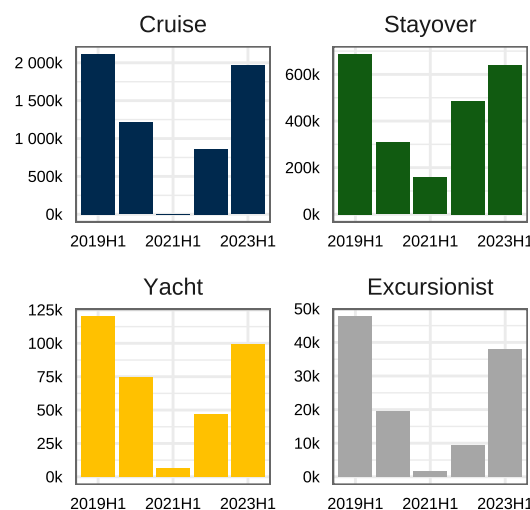 Cruise
2 000k
1 500k
1 000k
500k
0k
2019H1 2021H1 2023H1
Stayover
600k
400k
200k
0k
2019H1 2021H1 2023H1
Yacht
125k
100k
75k
50k
25k
0k
2019H1 2021H1 2023H1
Excursionist
50k
40k
30k
20k
10k
0k
2019H1 2021H1 2023H1